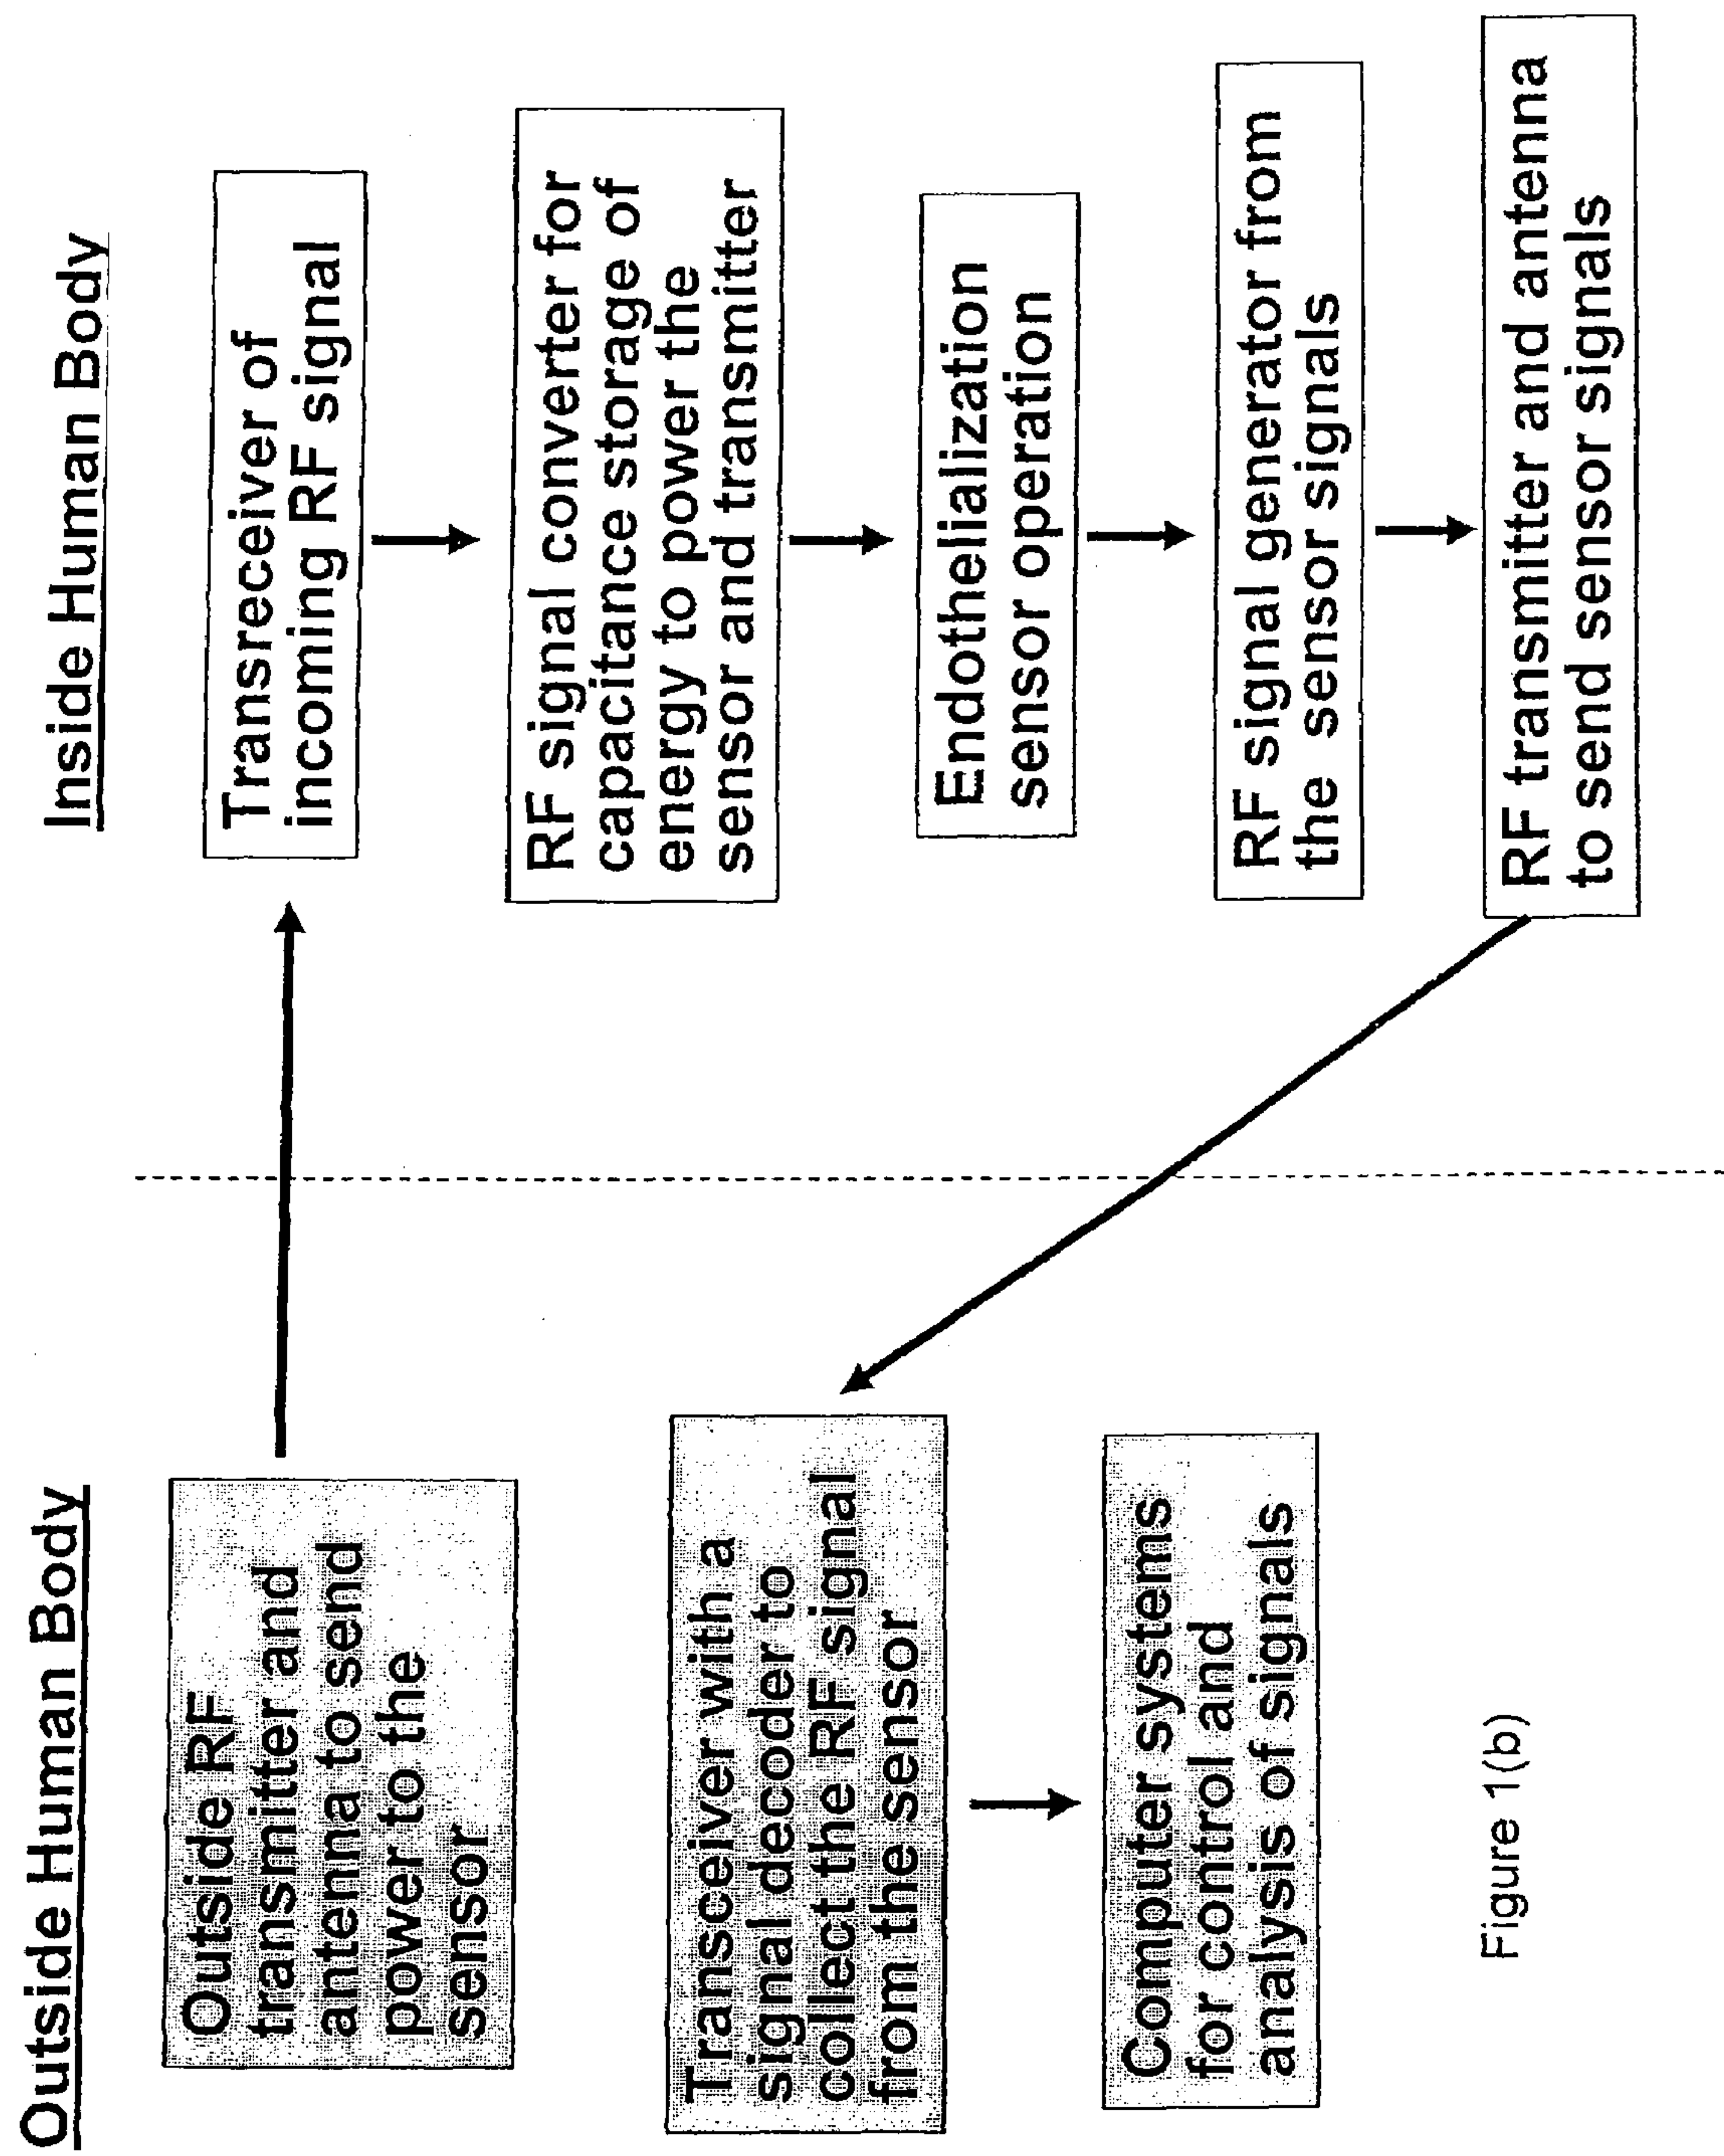 Outside Human Body
Outside RF
transmitter and
antenna to send
power to the
sensor
Transceiver with a
signal decoder to
collect the RF signal
from the sensor
Computer systems
for control and
analysis of signals
Inside Human Body
Transreceiver of
incoming RF signal
RF signal converter for
capacitance storage of
energy to power the
sensor and transmitter
Endothelialization
sensor operation
RF signal generator from
the sensor signals
RF transmitter and antenna
to send sensor signals
Figure 1(b)